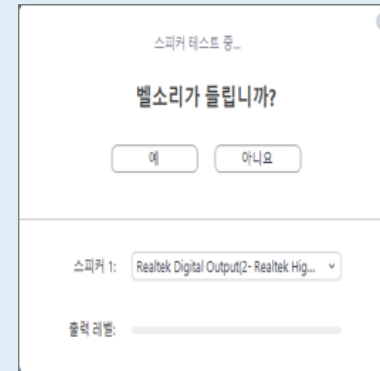 스피커 테스트 중...
벨소리가 들립니까?
예
아니요
스피커 1: Realtek Digital Output(2- Realtek Hig...
출력 레벨: